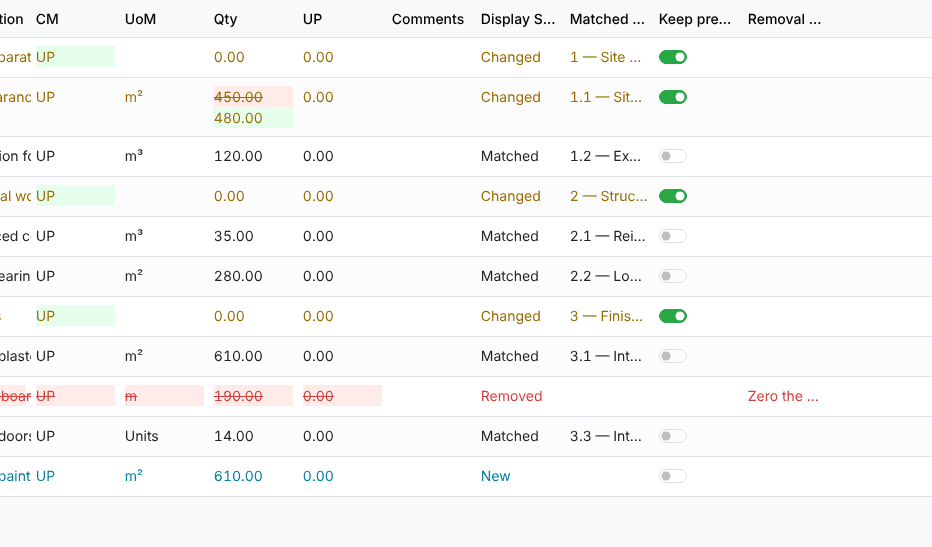 tion CM UoM Qty UP Comments Display S... Matched ... Keep pre... Removal ...
parat UP 0.00 0.00 Changed 1 — Site ...
aranc UP m² 450.00 0.00 Changed 1.1 — Sit...
480.00
ion fo UP m³ 120.00 0.00 Matched 1.2 — Ex...
al wo UP 0.00 0.00 Changed 2 — Struc...
ced c UP m³ 35.00 0.00 Matched 2.1 — Rei...
earin UP m² 280.00 0.00 Matched 2.2 — Lo...
s UP 0.00 0.00 Changed 3 — Finis...
plaste UP m² 610.00 0.00 Matched 3.1 — Int...
boar UP m 190.00 0.00 Removed Zero the ...
doors UP Units 14.00 0.00 Matched 3.3 — Int...
paint UP m² 610.00 0.00 New